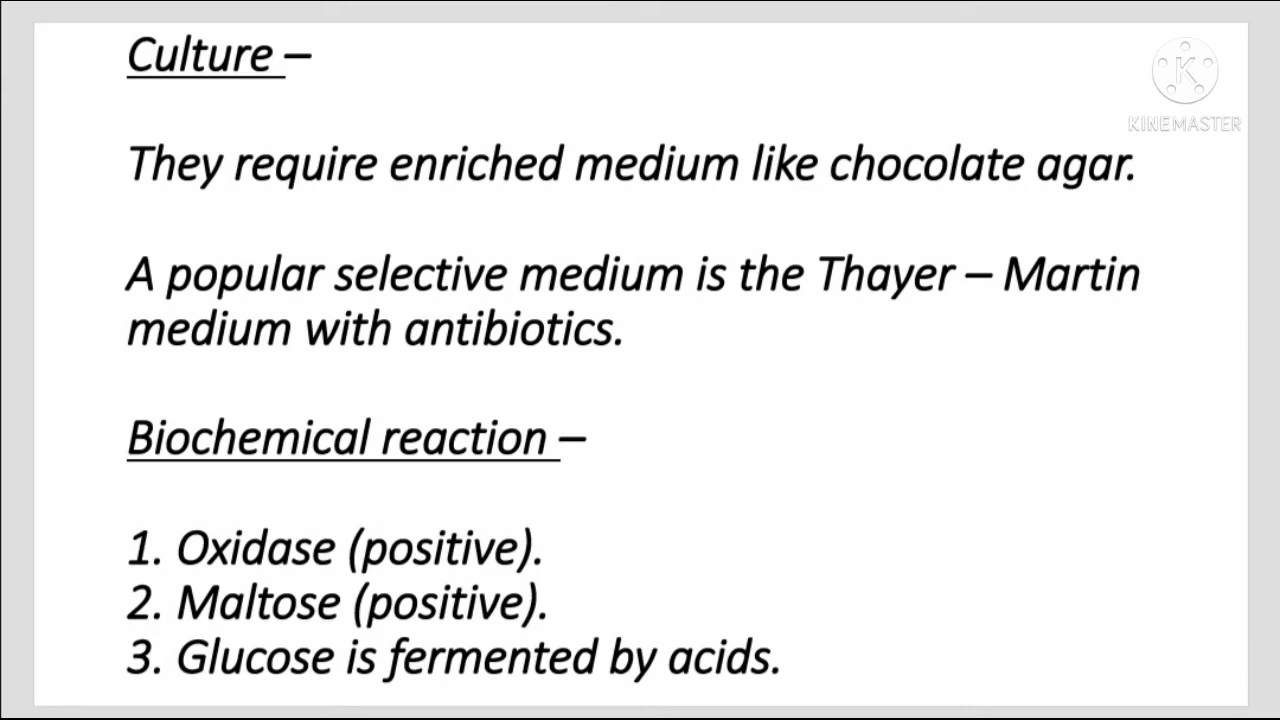 Culture –
K
KINEMASTER
They require enriched medium like chocolate agar.
A popular selective medium is the Thayer – Martin
medium with antibiotics.
Biochemical reaction –
1. Oxidase (positive).
2. Maltose (positive).
3. Glucose is fermented by acids.